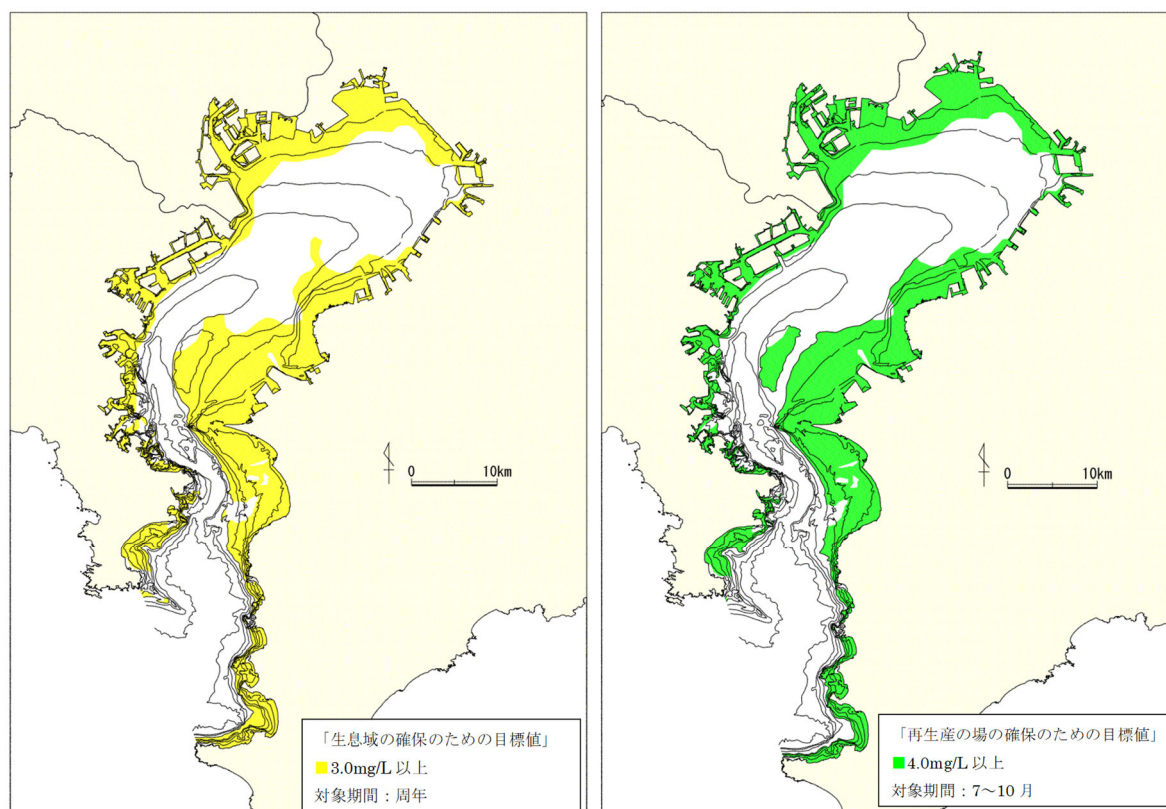 0 10km
「生息域の確保のための目標値」
3.0mg/L 以上
対象期間：周年
0 10km
「再生産の場の確保のための目標値」
4.0mg/L 以上
対象期間：7～10 月